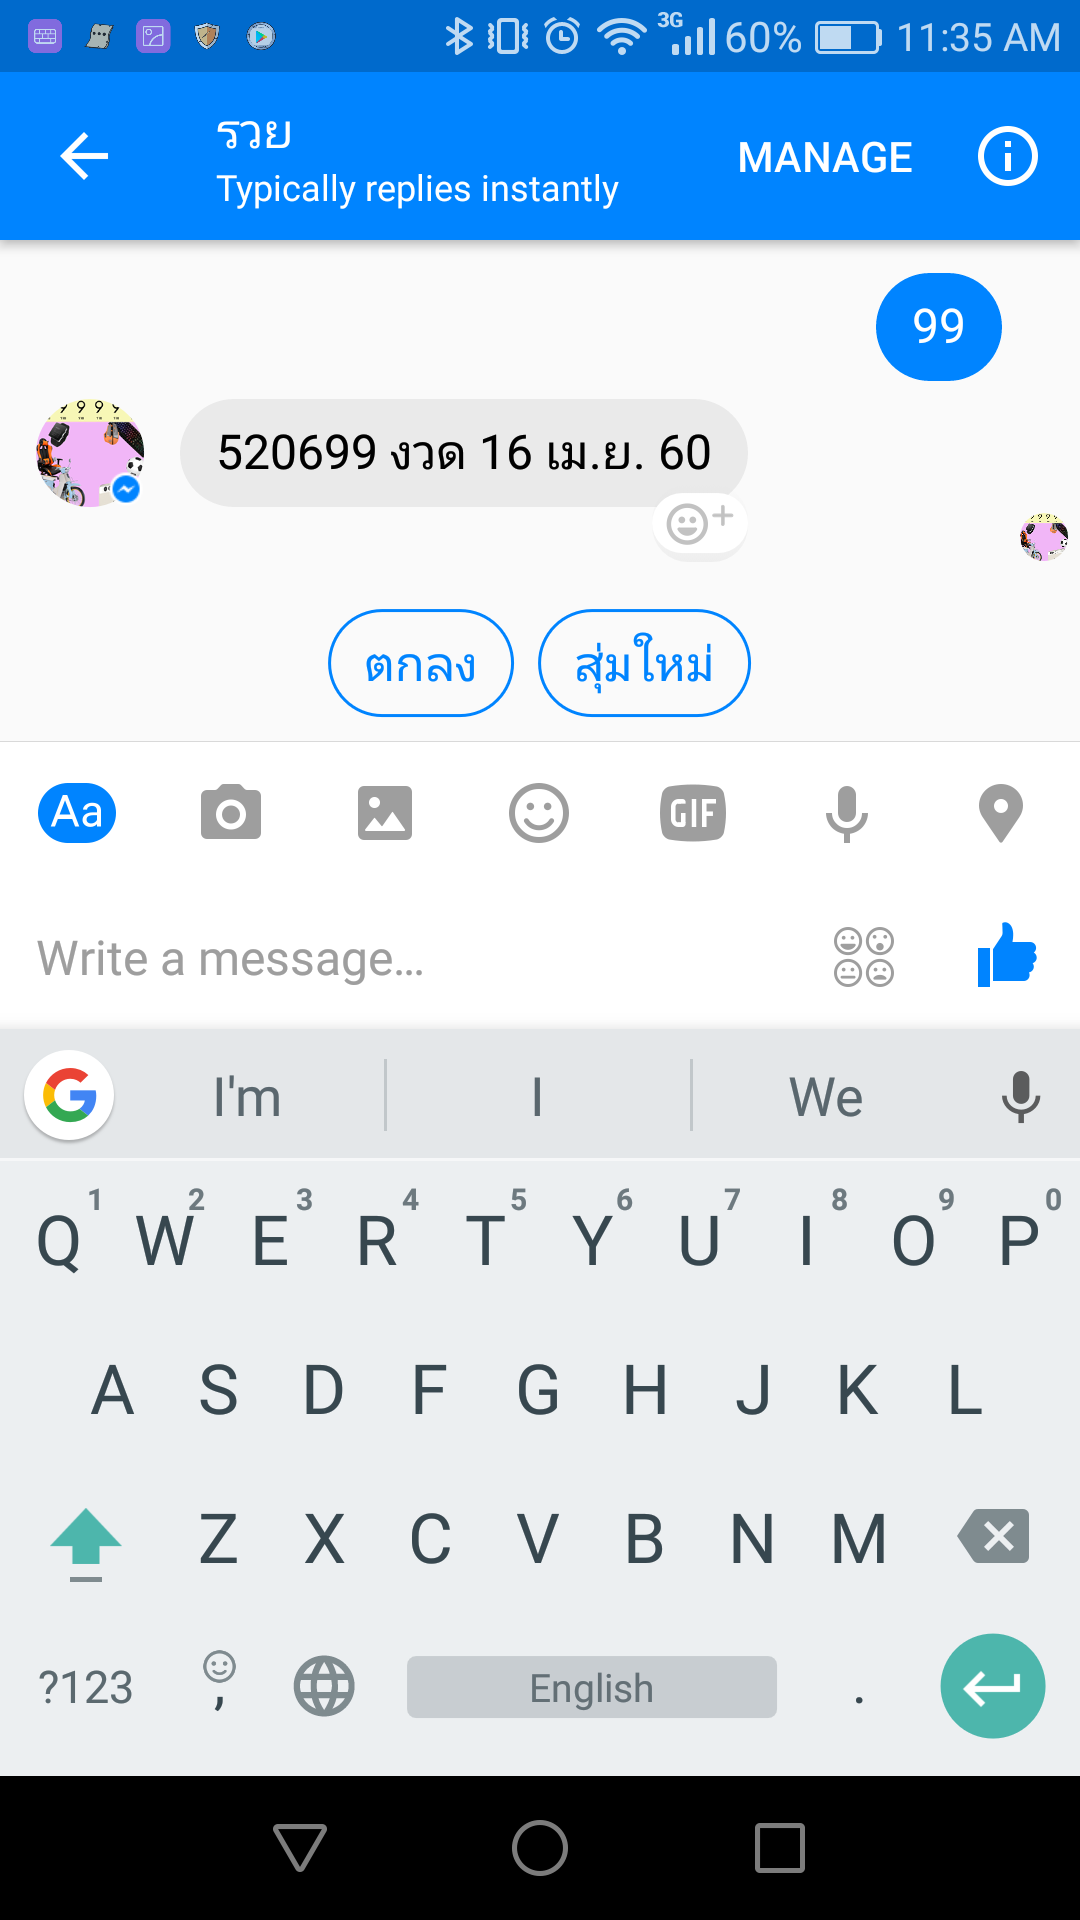 3G 60% 11:35 AM
รวย
Typically replies instantly
MANAGE
99
520699 งวด 16 เม.ย. 60
ตกลง สุ่มใหม่
Aa GIF
Write a message...
I'm I We
1 2 3 4 5 6 7 8 9 0
Q W E R T Y U I O P
A S D F G H J K L
Z X C V B N M
?123 , English .